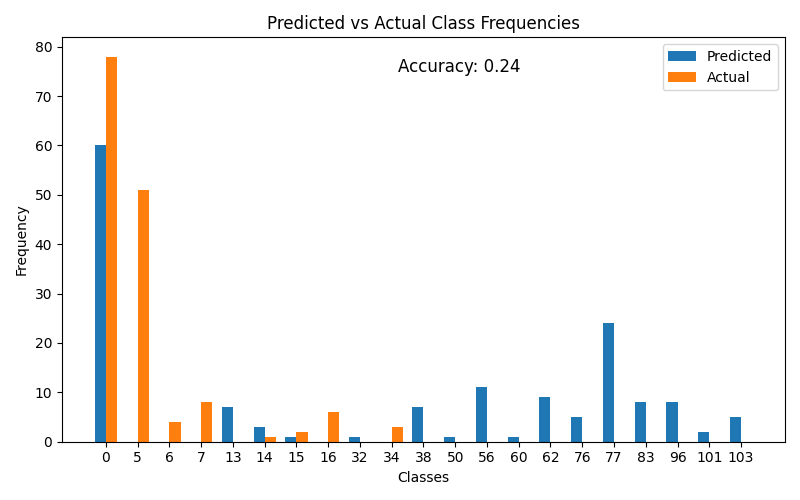 Predicted vs Actual Class Frequencies
Accuracy: 0.24
Predicted
Actual
Frequency
80
70
60
50
40
30
20
10
0
0 5 6 7 13 14 15 16 32 34 38 50 56 60 62 76 77 83 96 101 103
Classes